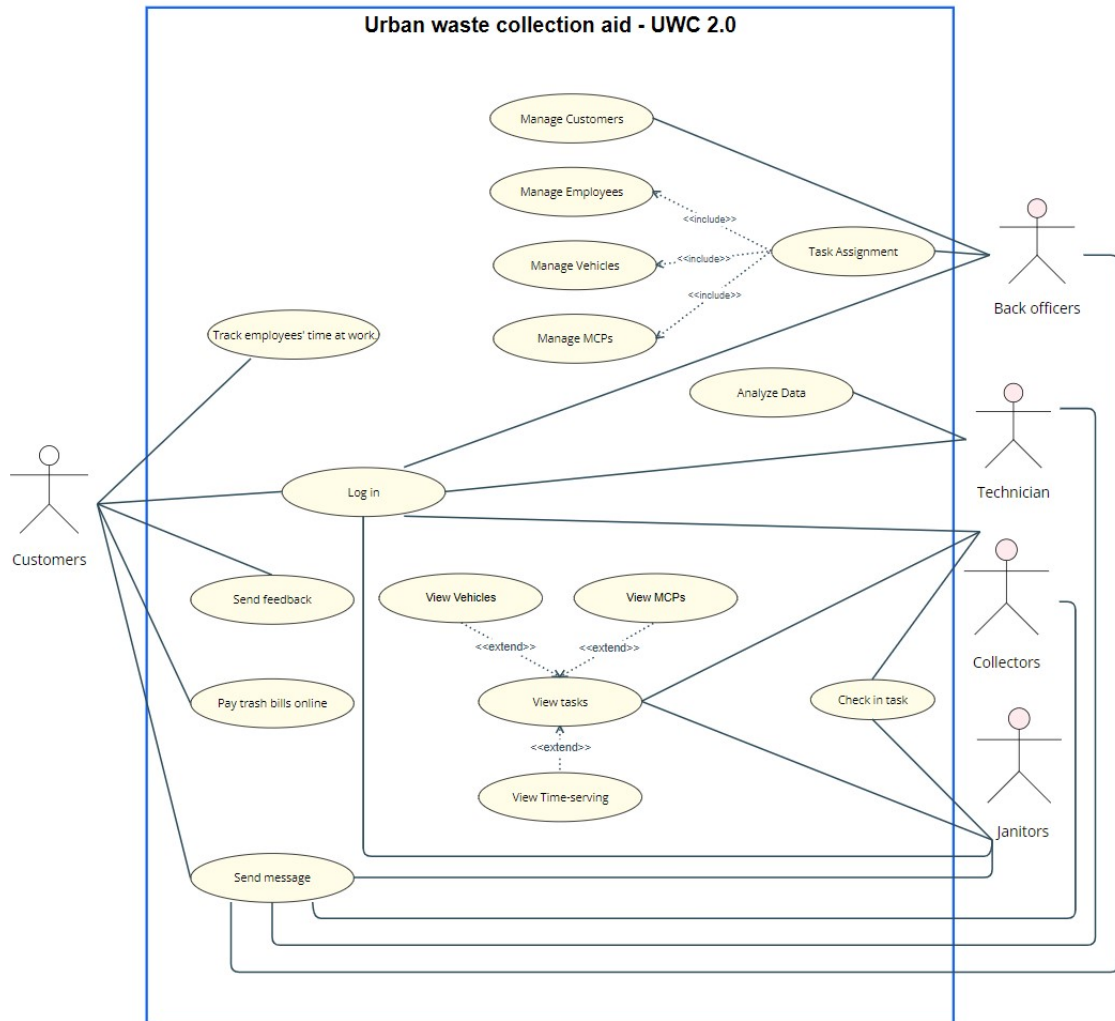 Urban waste collection aid - UWC 2.0
Manage Customers
Manage Employees
<<include>>
Task Assignment
Manage Vehicles
<<include>>
<<include>>
Manage MCPs
Back officers
Track employees' time at work.
Analyze Data
Technician
Log in
Customers
Send feedback
View Vehicles
View MCPs
<<extend>>
<<extend>>
Collectors
Pay trash bills online
View tasks
Check in task
<<extend>>
View Time-serving
Janitors
Send message